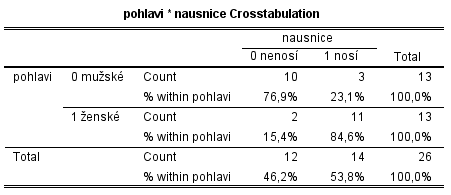 pohlavi * nausnice Crosstabulation
nausnice
0 nenosí 1 nosí Total
pohlavi 0 mužské Count 10 3 13
% within pohlavi 76,9% 23,1% 100,0%
1 ženské Count 2 11 13
% within pohlavi 15,4% 84,6% 100,0%
Total Count 12 14 26
% within pohlavi 46,2% 53,8% 100,0%